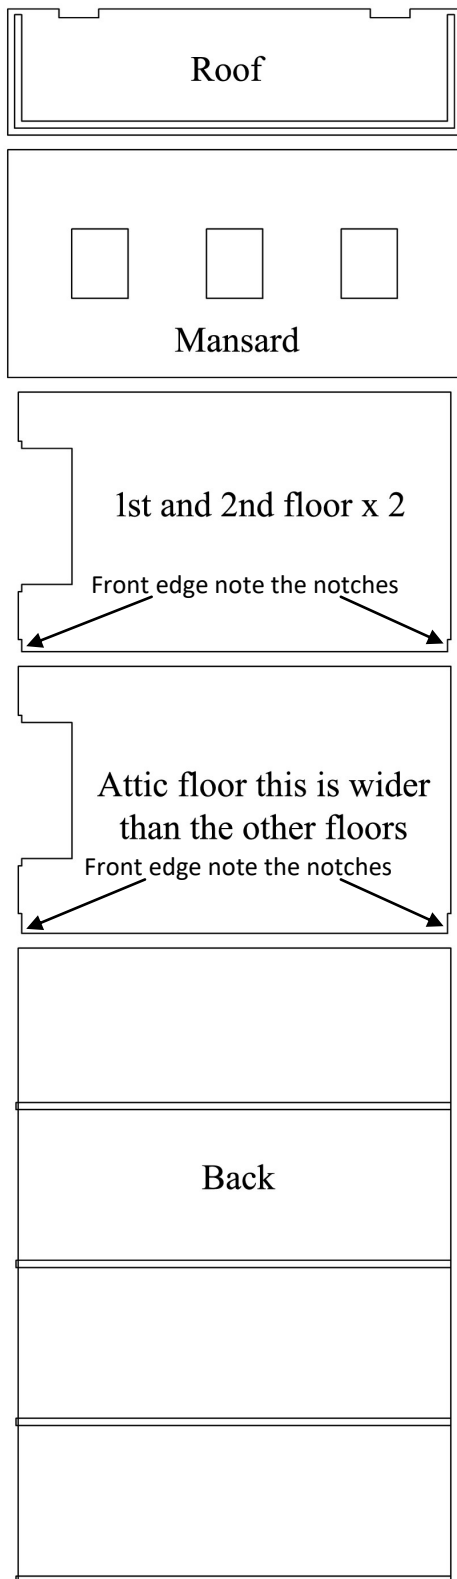 Roof
Mansard
1st and 2nd floor x 2
Front edge note the notches
Attic floor this is wider
than the other floors
Front edge note the notches
Back